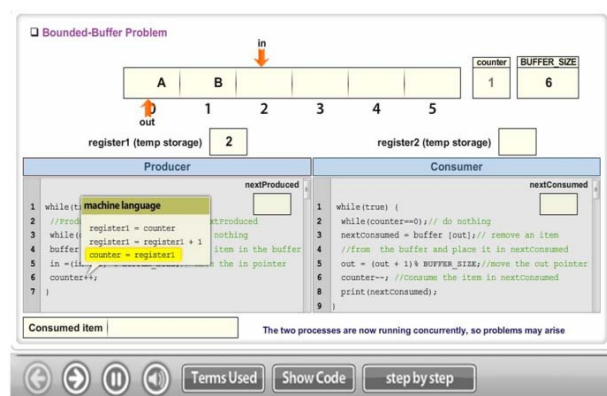 Bounded-Buffer Problem
in
counter BUFFER_SIZE
A B 1 6
0 1 2 3 4 5
out
register1 (temp storage) 2 register2 (temp storage)
Producer Consumer
nextProduced nextConsumed
machine language
register1 = counter
register1 = register1 + 1
counter = register1
1 while(t
2 //Prod xtProduced
3 while( nothing
4 buffer item in the buffer
5 in =(i the in pointer
6 counter++;
7 }
1 while(true) {
2 while(counter==0);// do nothing
3 nextConsumed = buffer [out];// remove an item
4 //from the buffer and place it in nextConsumed
5 out = (out + 1)% BUFFER_SIZE;//move the out pointer
6 counter--; //Consume the item in nextConsumed
8 print(nextConsumed);
9 }
Consumed item
The two processes are now running concurrently, so problems may arise
Terms Used Show Code step by step